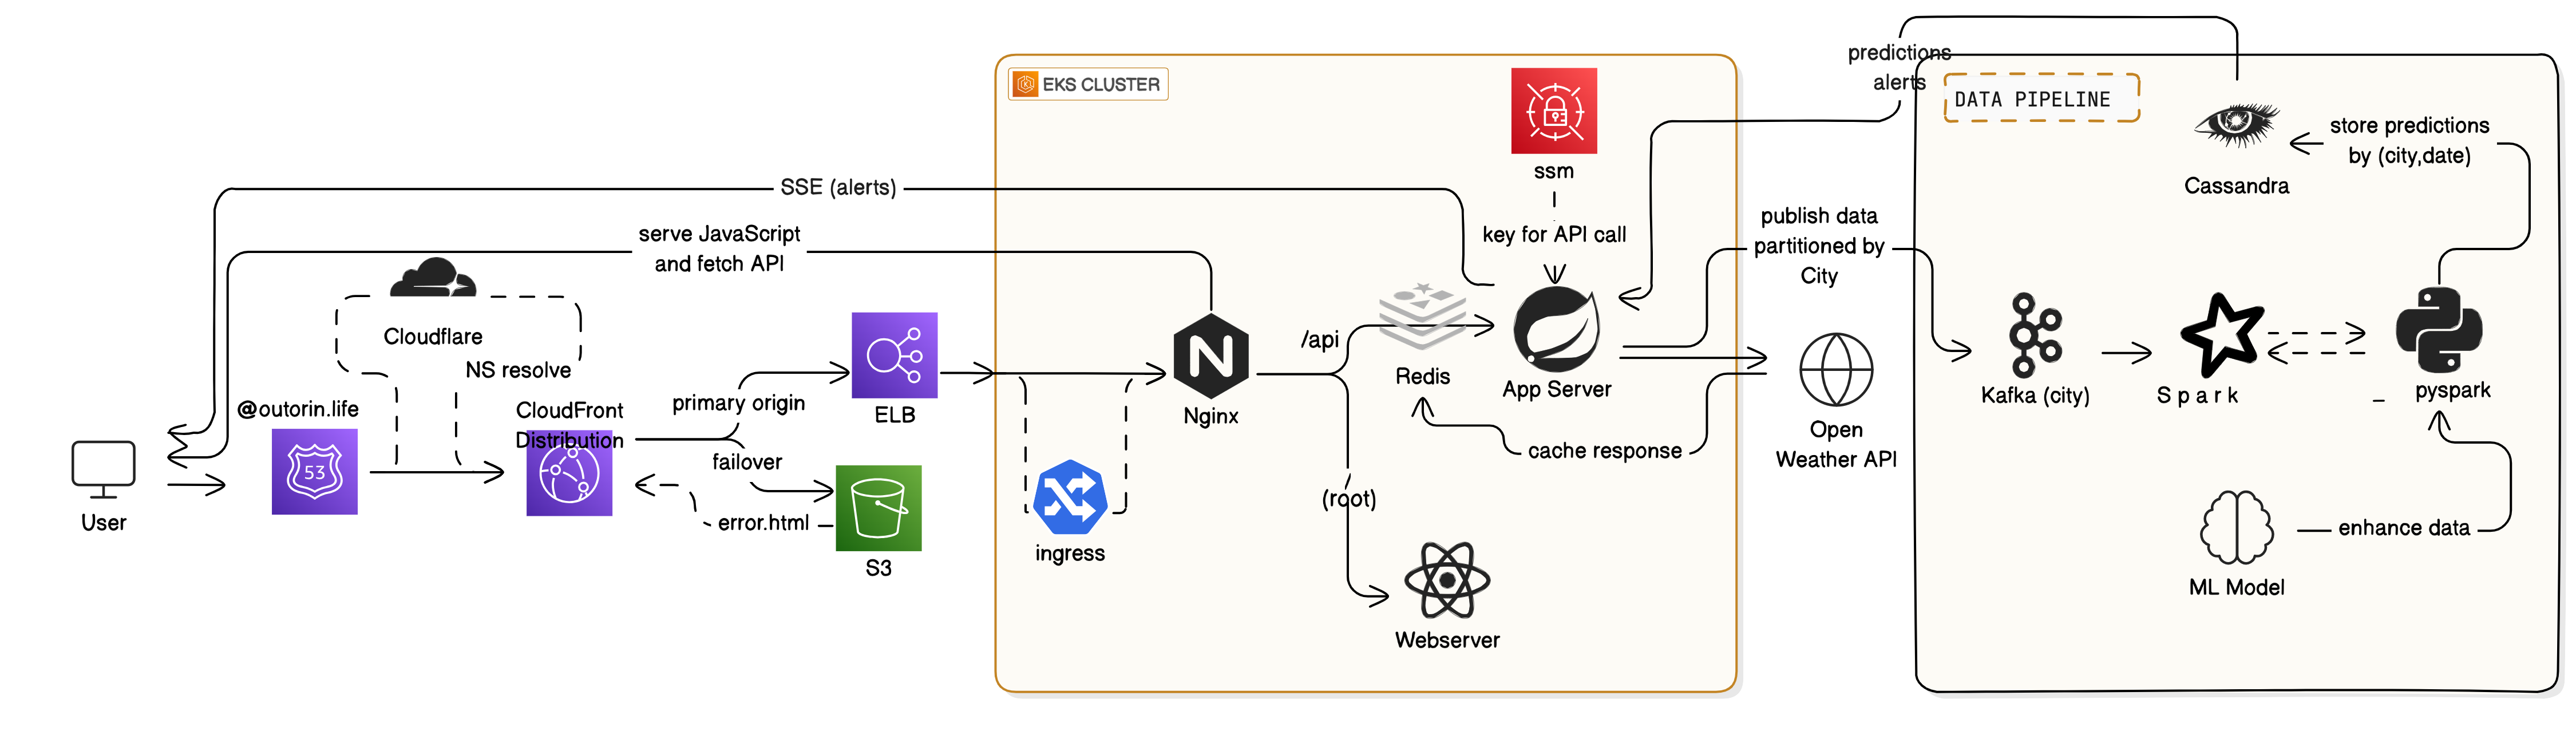 predictions
alerts
EKS CLUSTER
DATA PIPELINE
ssm
store predictions
by (city,date)
Cassandra
SSE (alerts)
key for API call
publish data
partitioned by
City
serve JavaScript
and fetch API
Cloudflare
NS resolve
@outorin.life
CloudFront
Distribution
primary origin
ELB
failover
error.html
S3
53
User
N
Nginx
ingress
/api
(root)
Redis
App Server
cache response
Webserver
Open
Weather API
Kafka (city)
Spark
_
pyspark
enhance data
ML Model